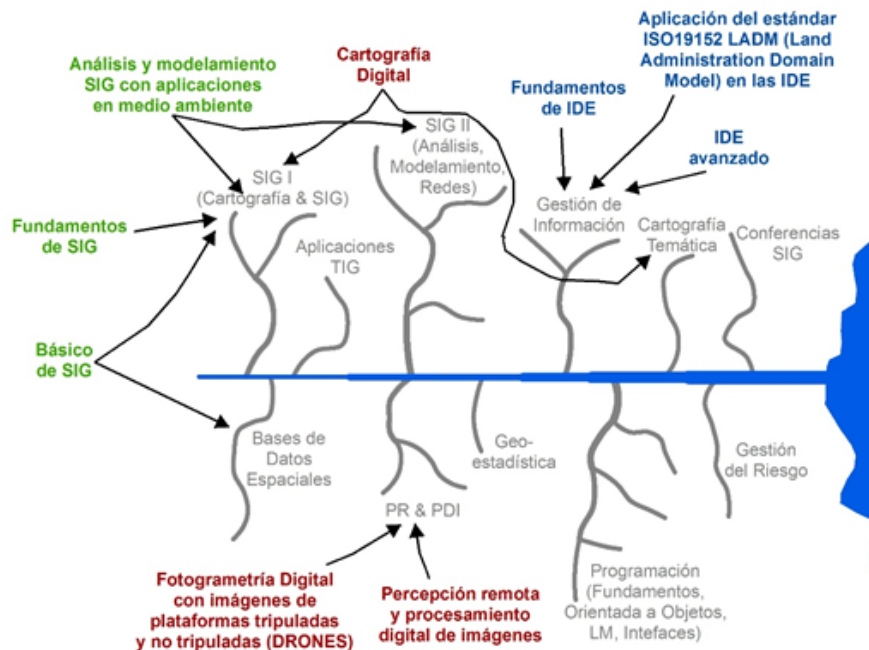 Análisis y modelamiento
SIG con aplicaciones
en medio ambiente
Cartografía
Digital
Fundamentos
de IDE
Aplicación del estándar
ISO19152 LADM (Land
Administration Domain
Model) en las IDE
IDE
avanzado
SIG I
(Cartografía & SIG)
SIG II
(Análisis,
Modelamiento,
Redes)
Gestión de
Información
Cartografía
Temática
Conferencias
SIG
Fundamentos
de SIG
Aplicaciones
TIG
Básico
de SIG
Bases de
Datos
Espaciales
Geo-
estadística
Gestión
del Riesgo
PR & PDI
Programación
(Fundamentos,
Orientada a Objetos,
LM, Intefaces)
Fotogrametría Digital
con imágenes de
plataformas tripuladas
y no tripuladas (DRONES)
Percepción remota
y procesamiento
digital de imágenes